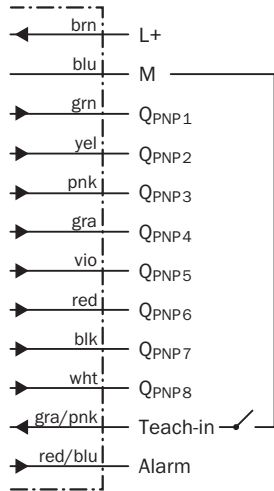 brn L+
blu M
grn QPNP1
yel QPNP2
pnk QPNP3
gra QPNP4
vio QPNP5
red QPNP6
blk QPNP7
wht QPNP8
gra/pnk Teach-in
red/blu Alarm